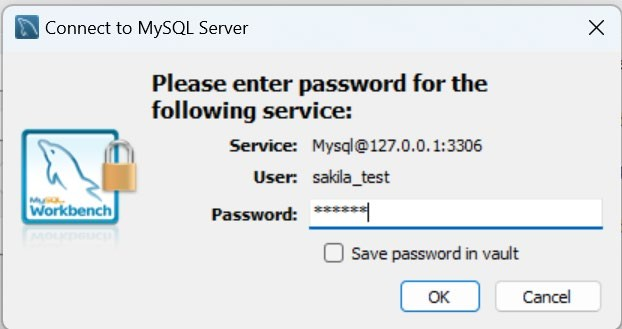 Connect to MySQL Server
Please enter password for the
following service:
Service: Mysql@127.0.0.1:3306
User: sakila_test
Password: ******
Save password in vault
MySQL
Workbench
OK Cancel